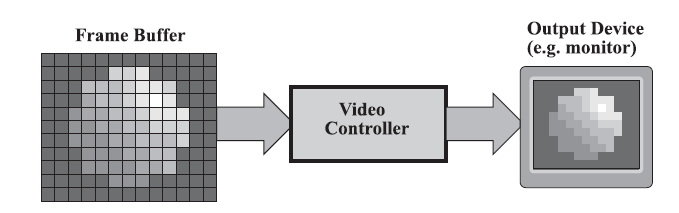 Frame Buffer
Video
Controller
Output Device
(e.g. monitor)